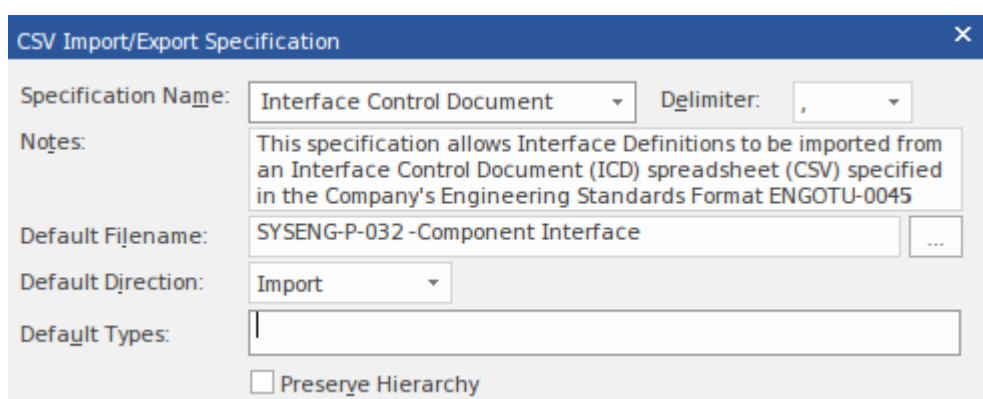 CSV Import/Export Specification
Specification Name: Interface Control Document Delimiter: ,
Notes: This specification allows Interface Definitions to be imported from
an Interface Control Document (ICD) spreadsheet (CSV) specified
in the Company's Engineering Standards Format ENGOTU-0045
Default Filename: SYSENG-P-032 -Component Interface ...
Default Direction: Import
Default Types:
Preserve Hierarchy